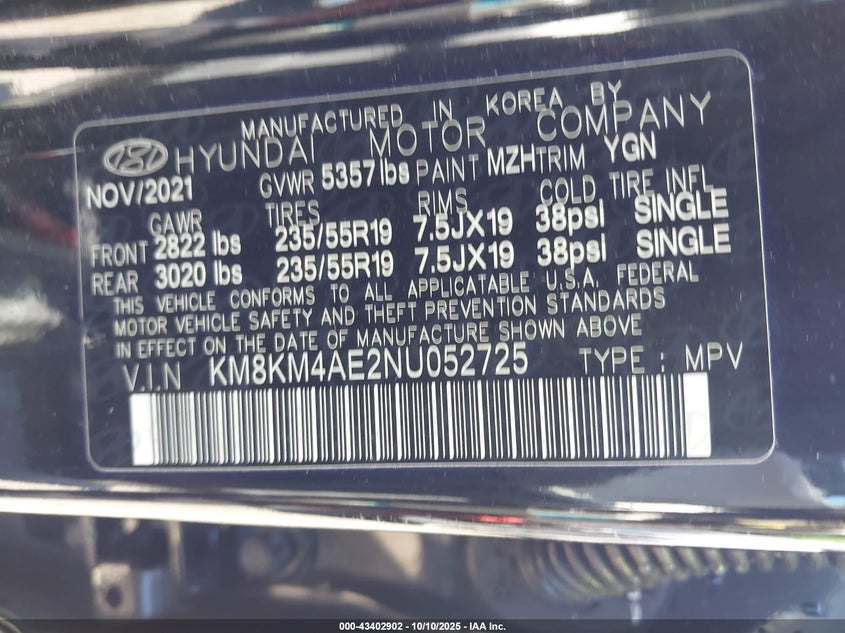 MANUFACTURED IN KOREA BY
HYUNDAI MOTOR COMPANY
NOV/2021 GVWR 5357 lbs PAINT MZH TRIM YGN
GAWR TIRES RIMS COLD TIRE INFL
FRONT 2822 lbs 235/55R19 7.5JX19 38psi SINGLE
REAR 3020 lbs 235/55R19 7.5JX19 38psi SINGLE
THIS VEHICLE CONFORMS TO ALL APPLICATABLE U.S.A. FEDERAL
MOTOR VEHICLE SAFETY AND THEFT PREVENTION STANDARDS
IN EFFECT ON THE DATE OF MANUFACTURE SHOWN ABOVE
V.I.N KM8KM4AE2NU052725 TYPE : MPV
000-43402902 - 10/10/2025 - IAA Inc.